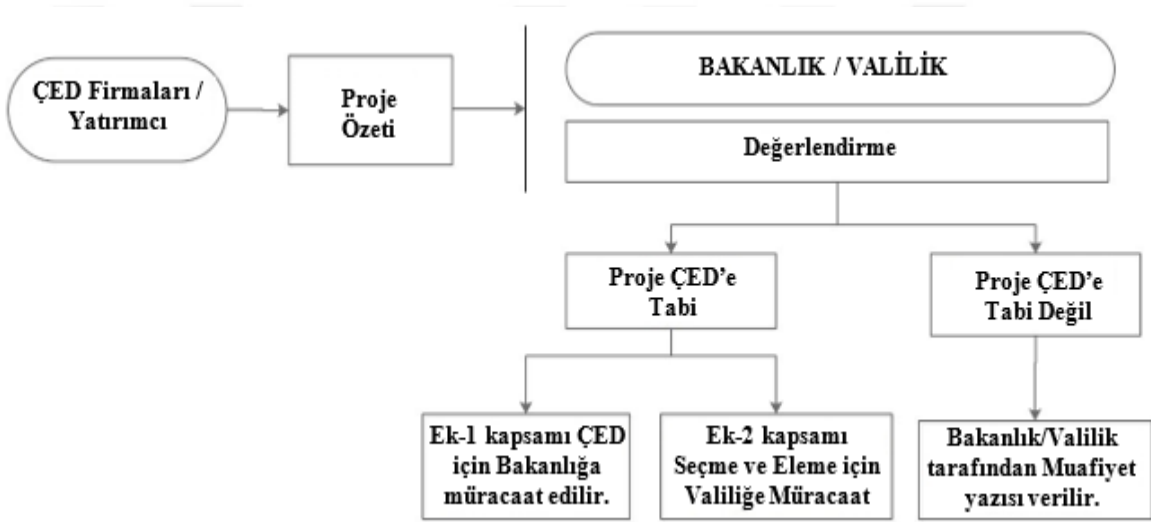 ÇED Firmaları /
Yatırımcı
Proje
Özeti
BAKANLIK / VALİLİK
Değerlendirme
Proje ÇED’e
Tabi
Proje ÇED’e
Tabi Değil
Ek-1 kapsamı ÇED
için Bakanlığa
müracaat edilir.
Ek-2 kapsamı
Seçme ve Eleme için
Valiliğe Müracaat
Bakanlık/Valilik
tarafından Muafiyet
yazısı verilir.